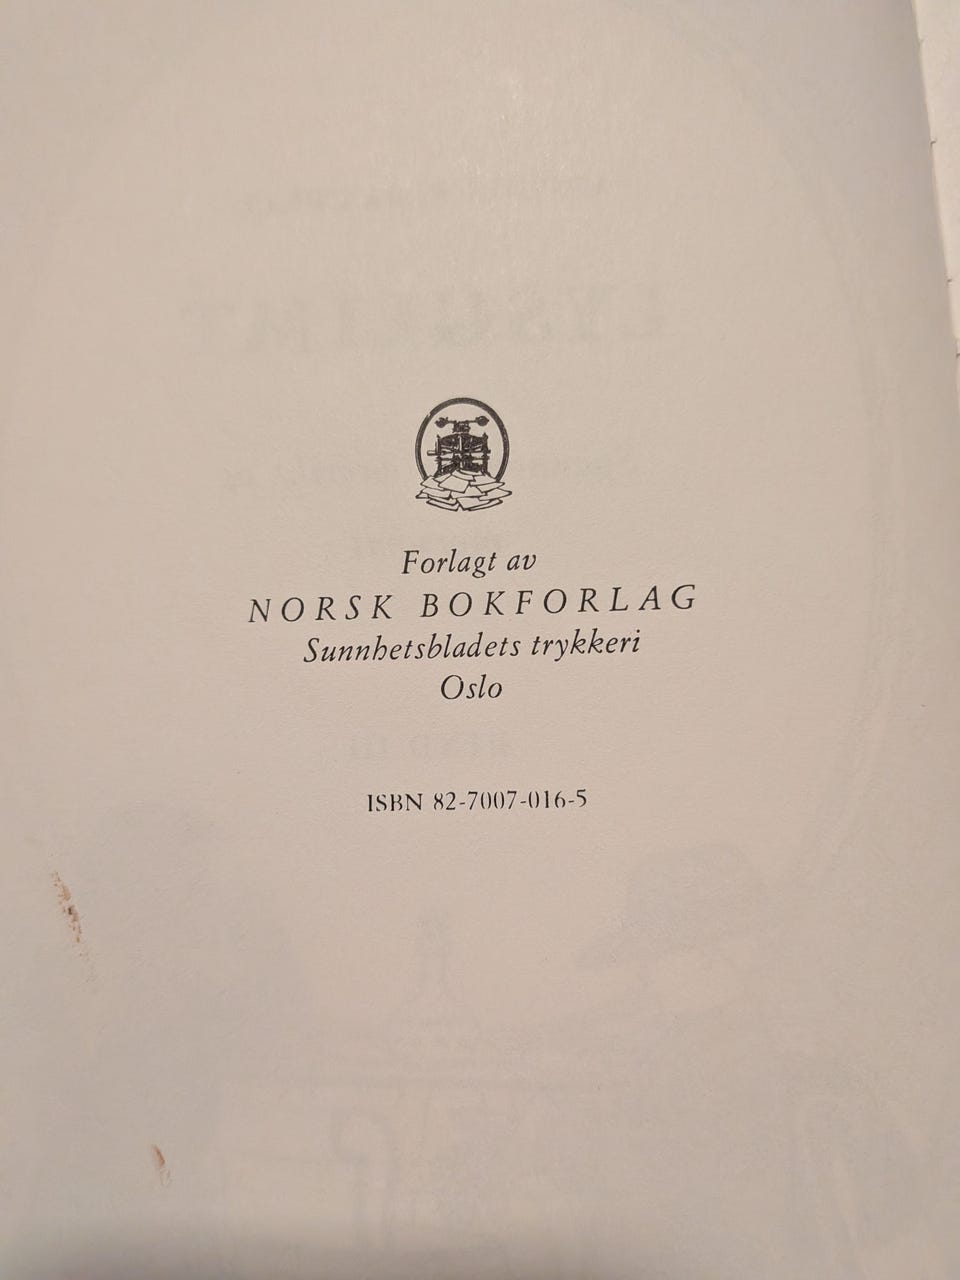 Forlagt av
NORSK BOKFORLAG
Sunnhetsbladets trykkeri
Oslo
ISBN 82-7007-016-5